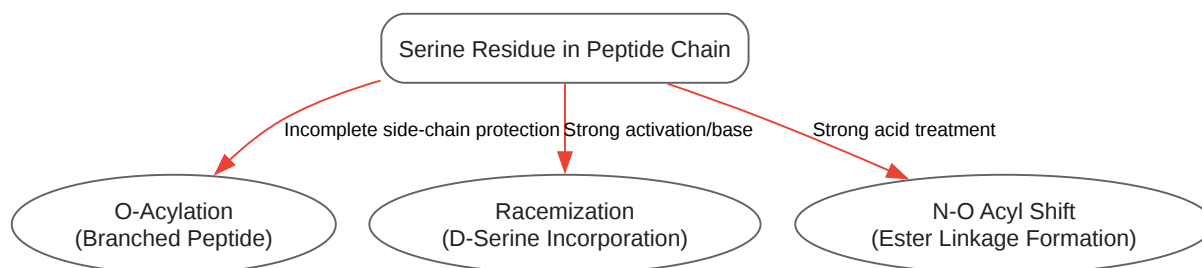 Serine Residue in Peptide Chain
Incomplete side-chain protection
Strong activation/base
Strong acid treatment
O-Acylation
(Branched Peptide)
Racemization
(D-Serine Incorporation)
N-O Acyl Shift
(Ester Linkage Formation)